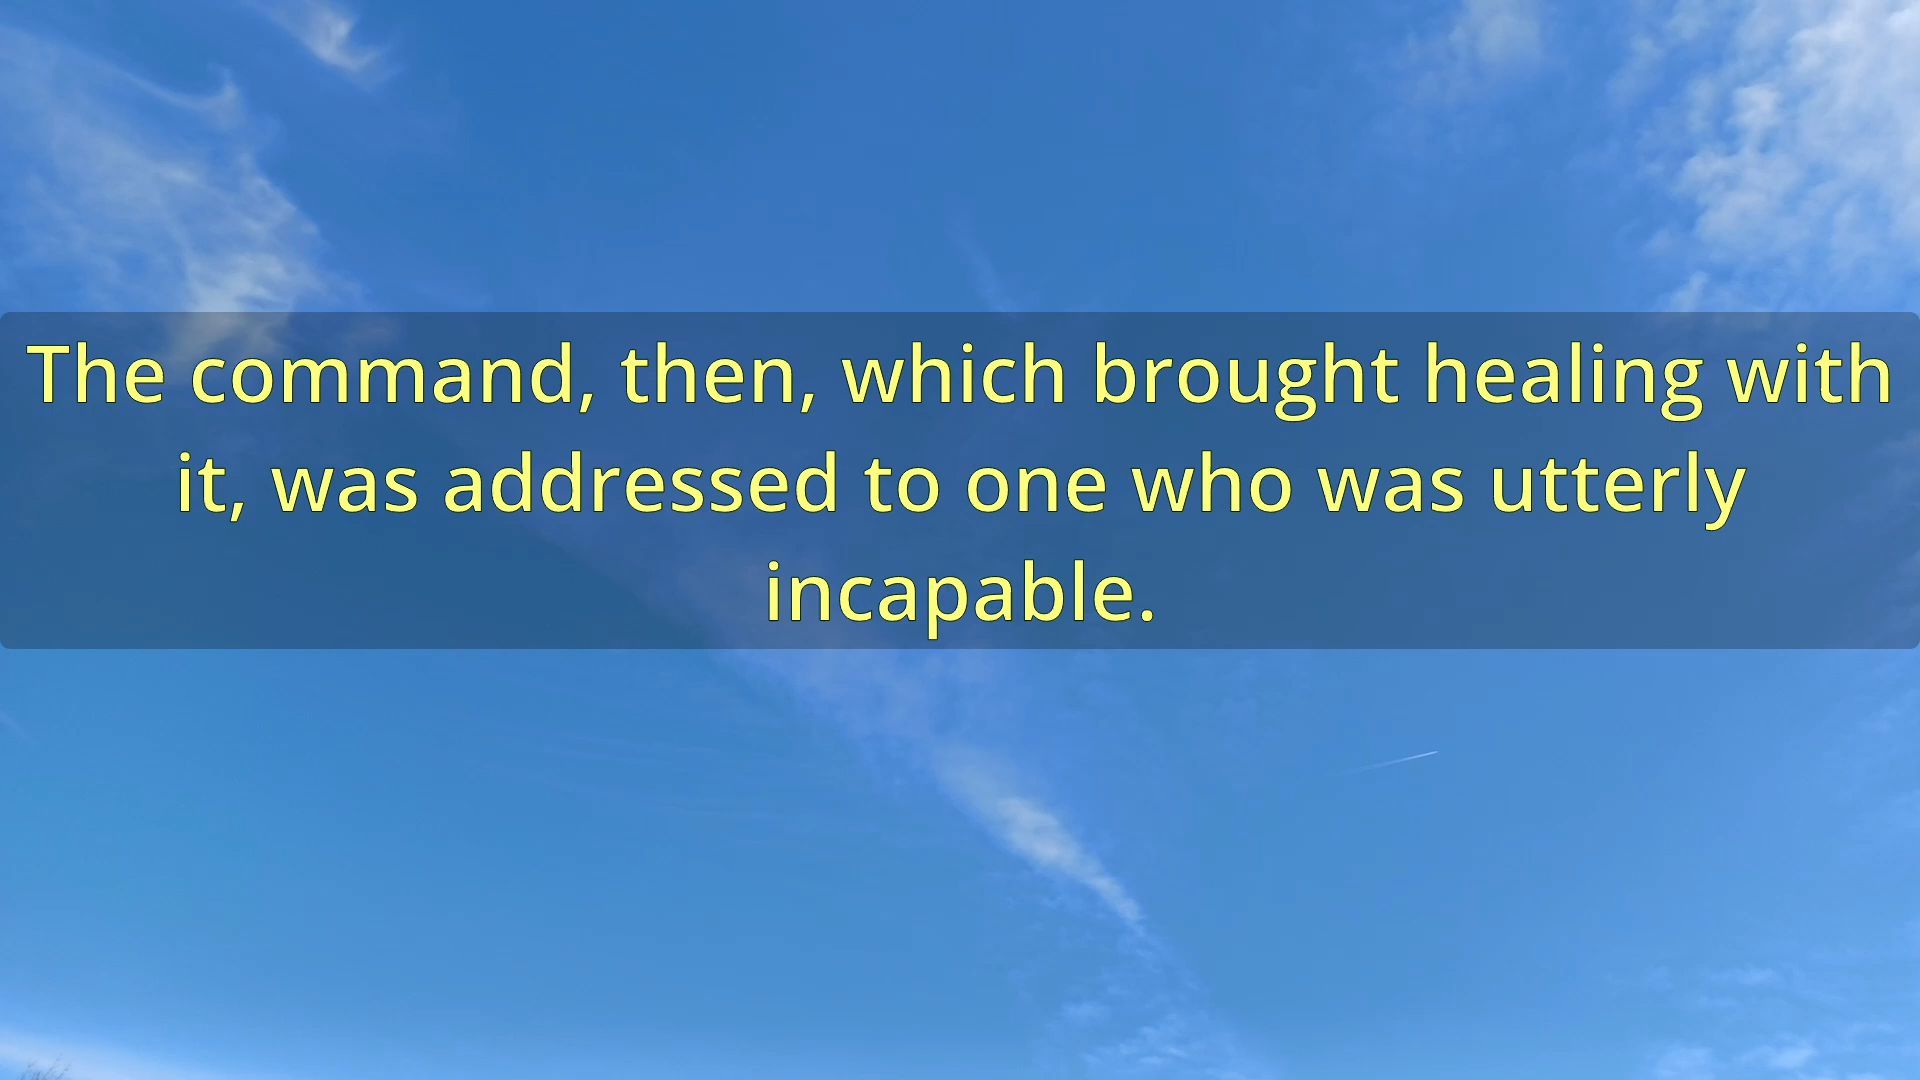 The command, then, which brought healing with
it, was addressed to one who was utterly
incapable.